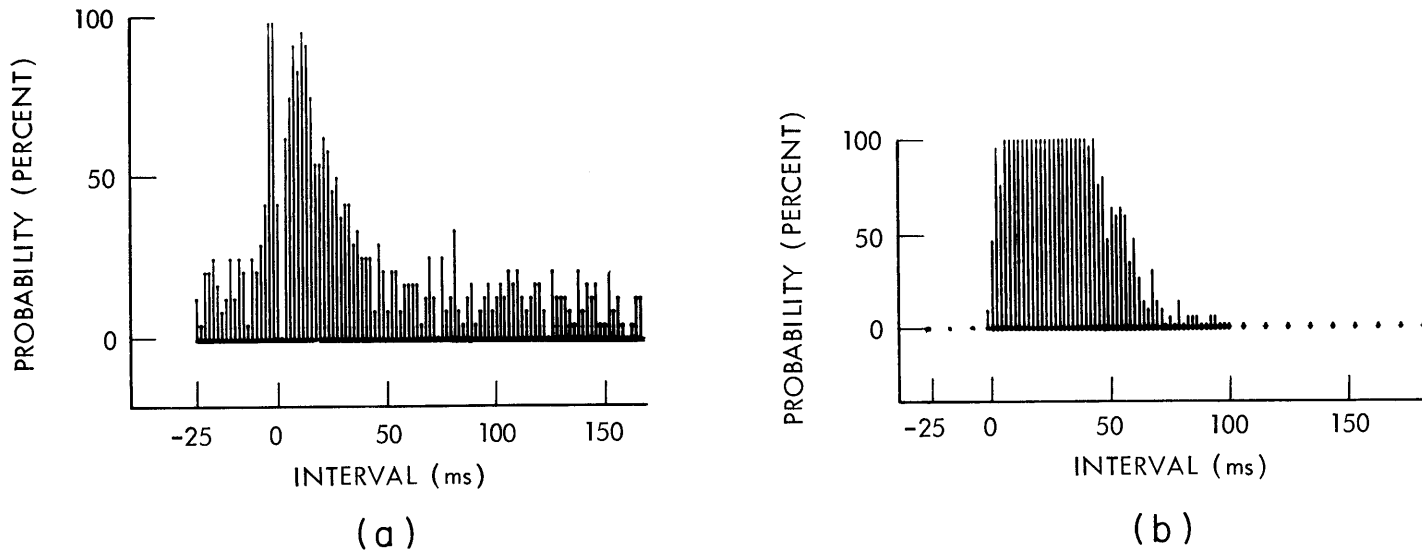 PROBABILITY (PERCENT)
100
50
0
-25 0 50 100 150
INTERVAL (ms)
(a)
PROBABILITY (PERCENT)
100
50
0
-25 0 50 100 150
INTERVAL (ms)
(b)